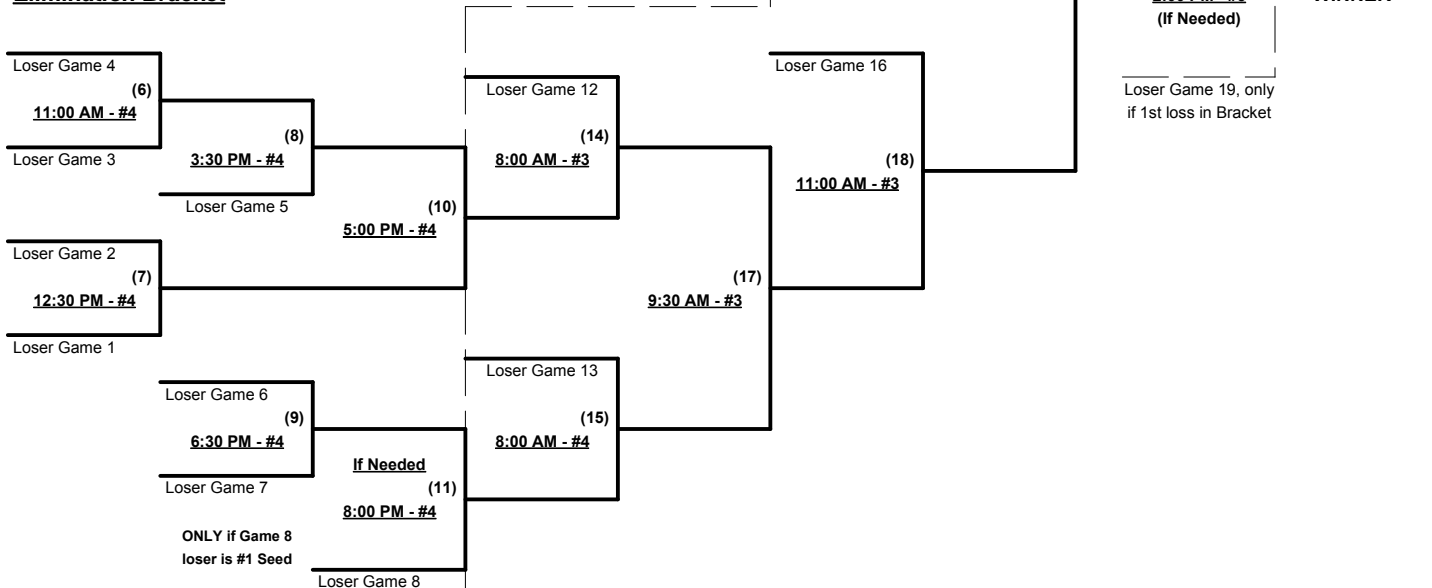 Elimination Bracket
(If Needed)
Loser Game 4
(6)
11:00 AM - #4
Loser Game 3
(8)
3:30 PM - #4
Loser Game 5
Loser Game 12
(14)
8:00 AM - #3
Loser Game 16
Loser Game 19, only
if 1st loss in Bracket
(18)
11:00 AM - #3
(10)
5:00 PM - #4
Loser Game 2
(7)
12:30 PM - #4
Loser Game 1
(17)
9:30 AM - #3
Loser Game 13
Loser Game 6
(9)
6:30 PM - #4
Loser Game 7
(15)
8:00 AM - #4
If Needed
(11)
8:00 PM - #4
ONLY if Game 8
loser is #1 Seed
Loser Game 8